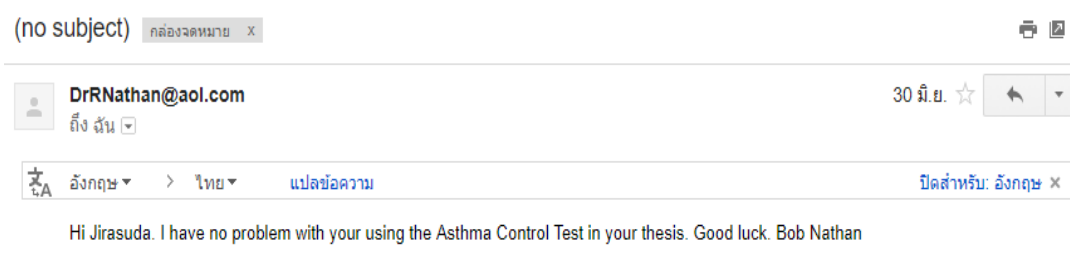 (no subject) กล่องจดหมาย x
DrRNathan@aol.com 30 มิ.ย.
ถึง ฉัน
อังกฤษ > ไทย แปลข้อความ ปิดสำหรับ: อังกฤษ ×
Hi Jirasuda. I have no problem with your using the Asthma Control Test in your thesis. Good luck. Bob Nathan